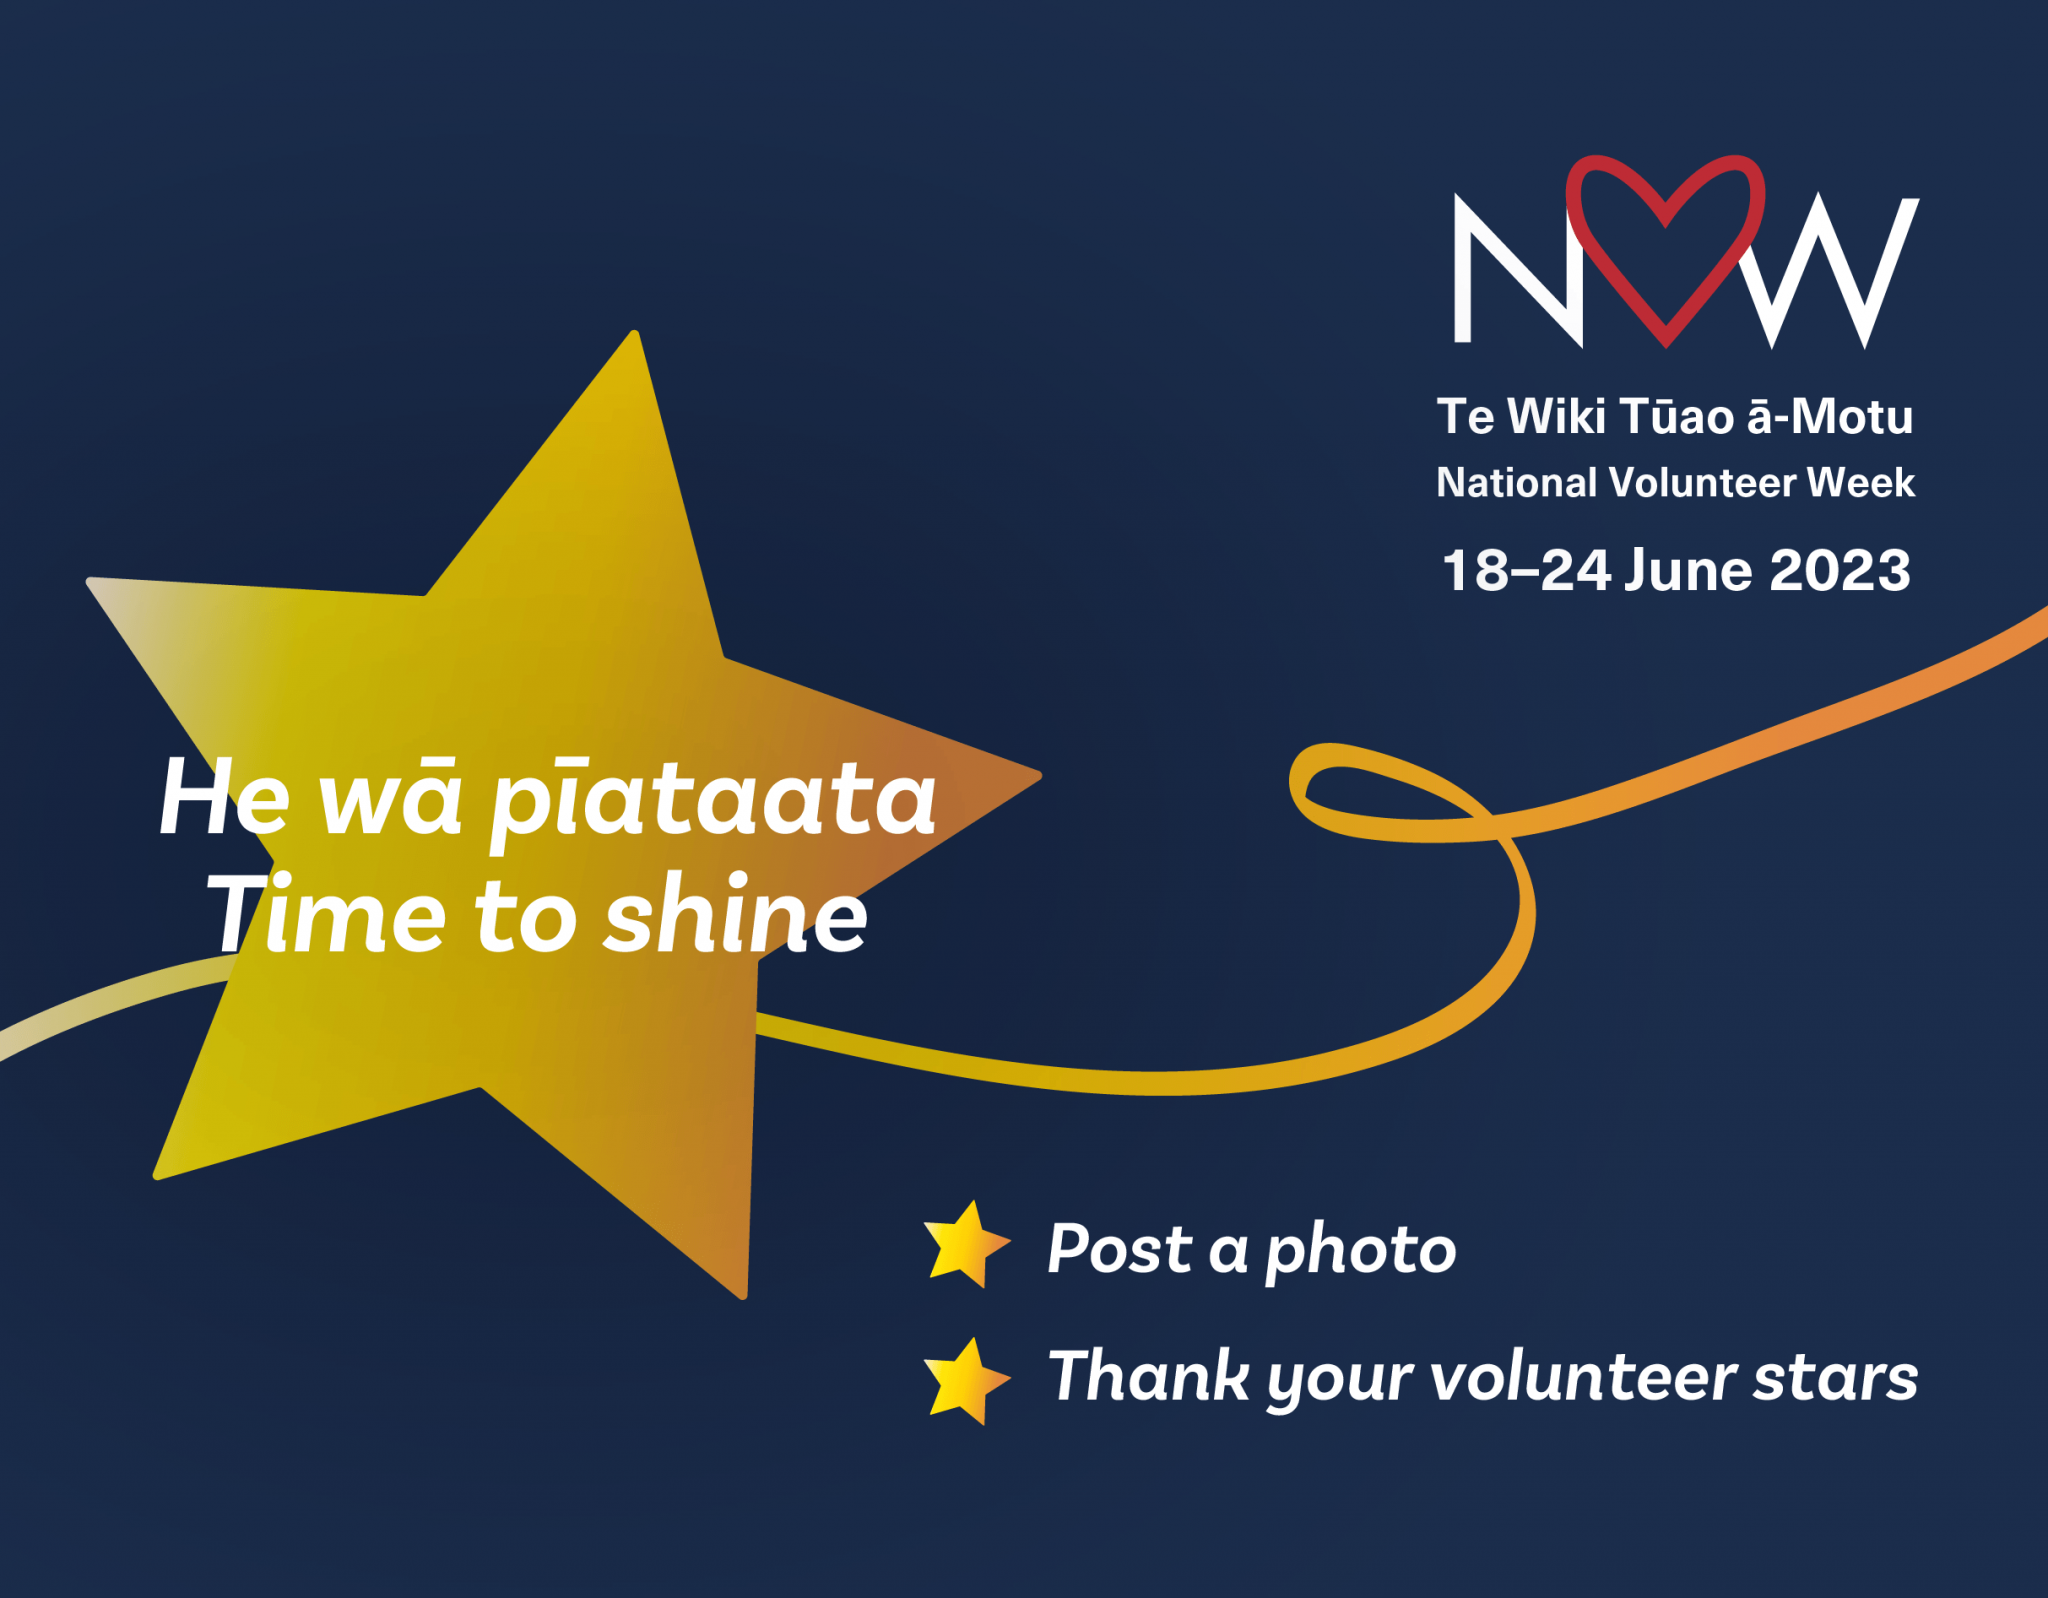 NVW
Te Wiki Tūao ā-Motu
National Volunteer Week
18–24 June 2023
He wā pīataata
Time to shine
Post a photo
Thank your volunteer stars